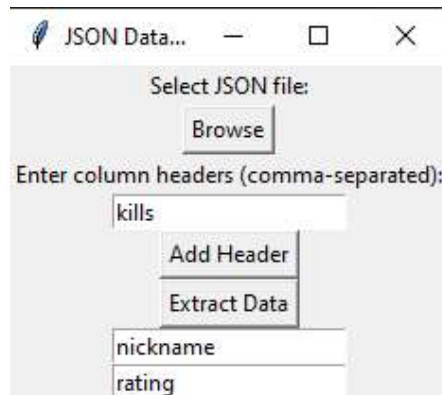 JSON Data...
Select JSON file:
Browse
Enter column headers (comma-separated):
kills
Add Header
Extract Data
nickname
rating